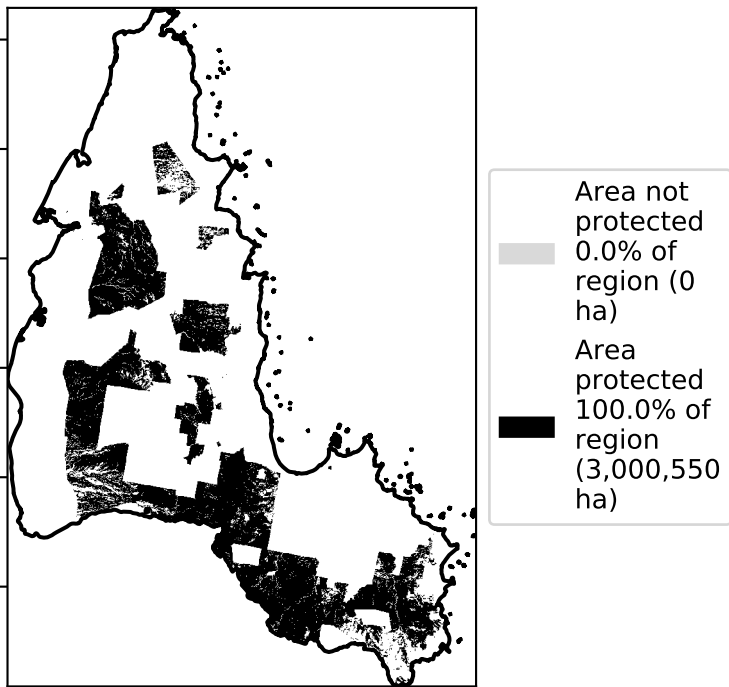 Area not
protected
0.0% of
region (0
ha)
Area
protected
100.0% of
region
(3,000,550
ha)